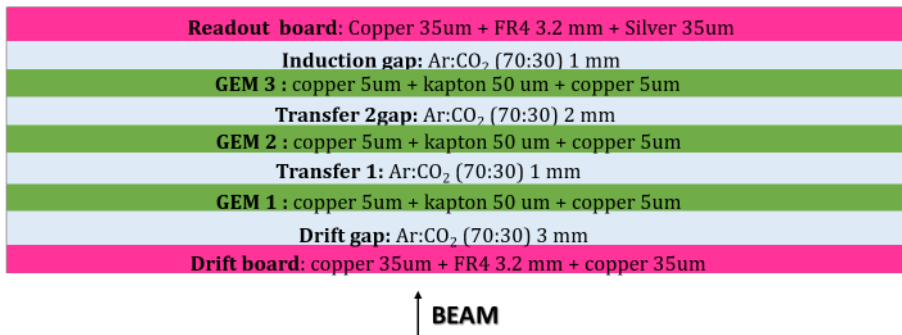 Readout board: Copper 35um + FR4 3.2 mm + Silver 35um
Induction gap: Ar:CO₂ (70:30) 1 mm
GEM 3 : copper 5um + kapton 50 um + copper 5um
Transfer 2gap: Ar:CO₂ (70:30) 2 mm
GEM 2 : copper 5um + kapton 50 um + copper 5um
Transfer 1: Ar:CO₂ (70:30) 1 mm
GEM 1 : copper 5um + kapton 50 um + copper 5um
Drift gap: Ar:CO₂ (70:30) 3 mm
Drift board: copper 35um + FR4 3.2 mm + copper 35um
BEAM